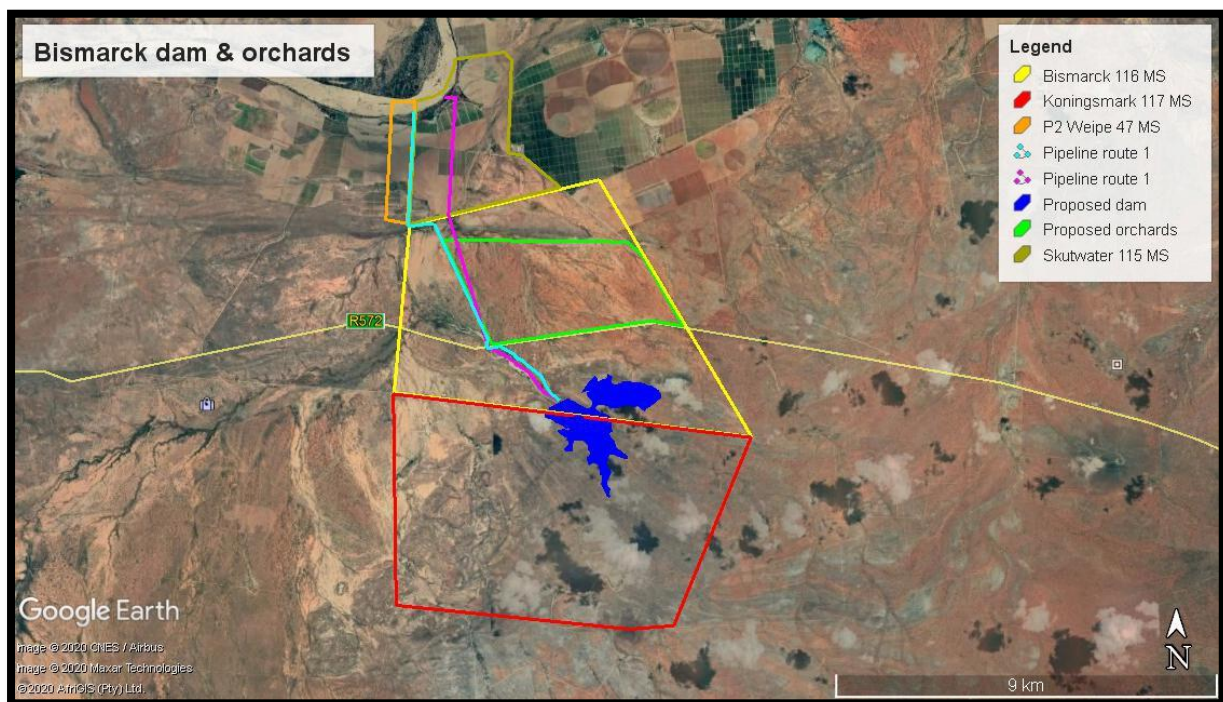 Bismarck dam & orchards
Legend
Bismarck 116 MS
Koningsmark 117 MS
P2 Weipe 47 MS
Pipeline route 1
Pipeline route 1
Proposed dam
Proposed orchards
Skutwater 115 MS
R572
Google Earth
Image © 2020 CNES / Airbus
Image © 2020 Maxar Technologies
© 2020 AfriGIS (Pty) Ltd.
N
9 km